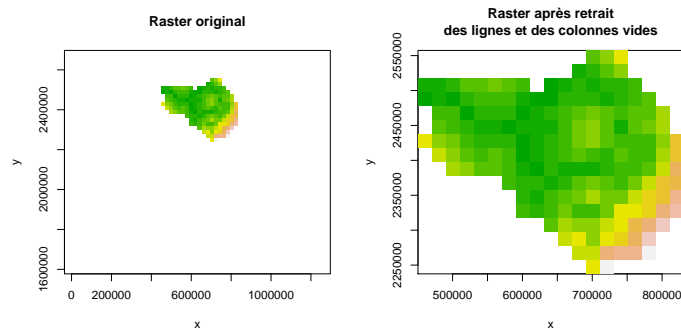 Raster original
y
1600000
2000000
2400000
0
200000
600000
1000000
x
Raster après retrait
des lignes et des colonnes vides
y
2250000
2350000
2450000
2550000
500000
600000
700000
800000
x